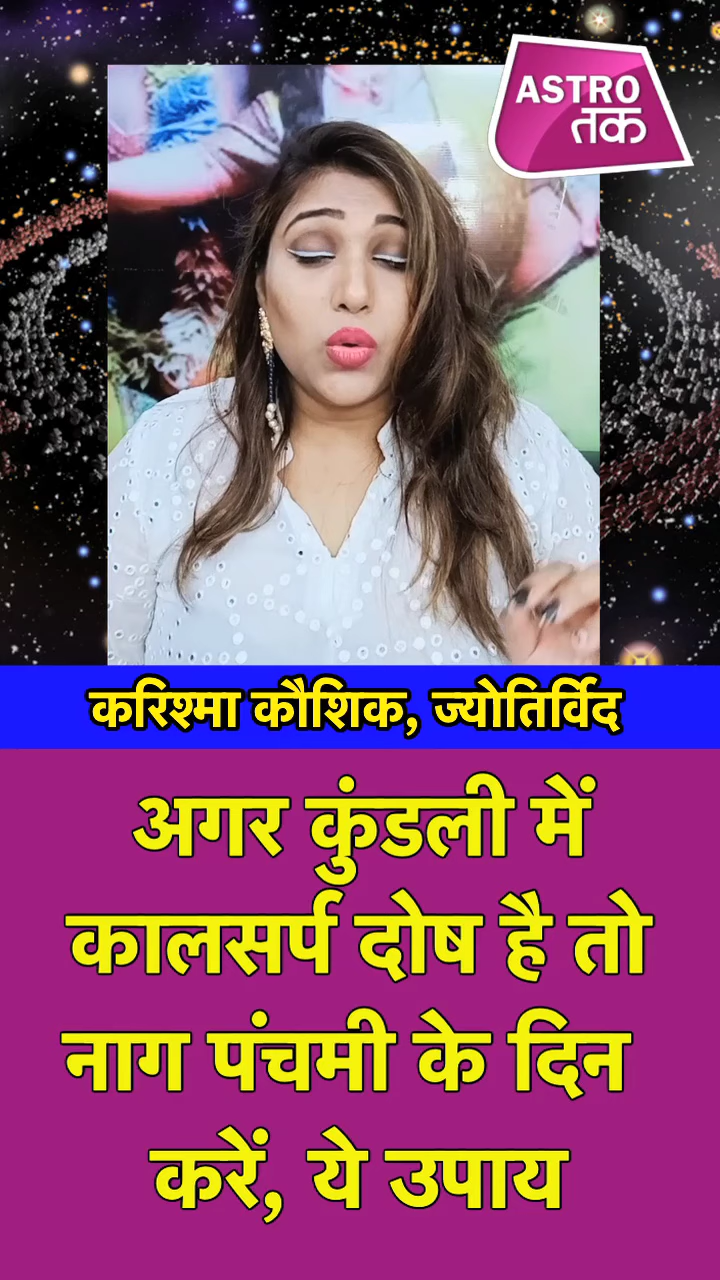 ASTRO
तक
करिश्मा कौशिक, ज्योतिर्विद
अगर कुंडली में
कालसर्प दोष है तो
नाग पंचमी के दिन
करें, ये उपाय